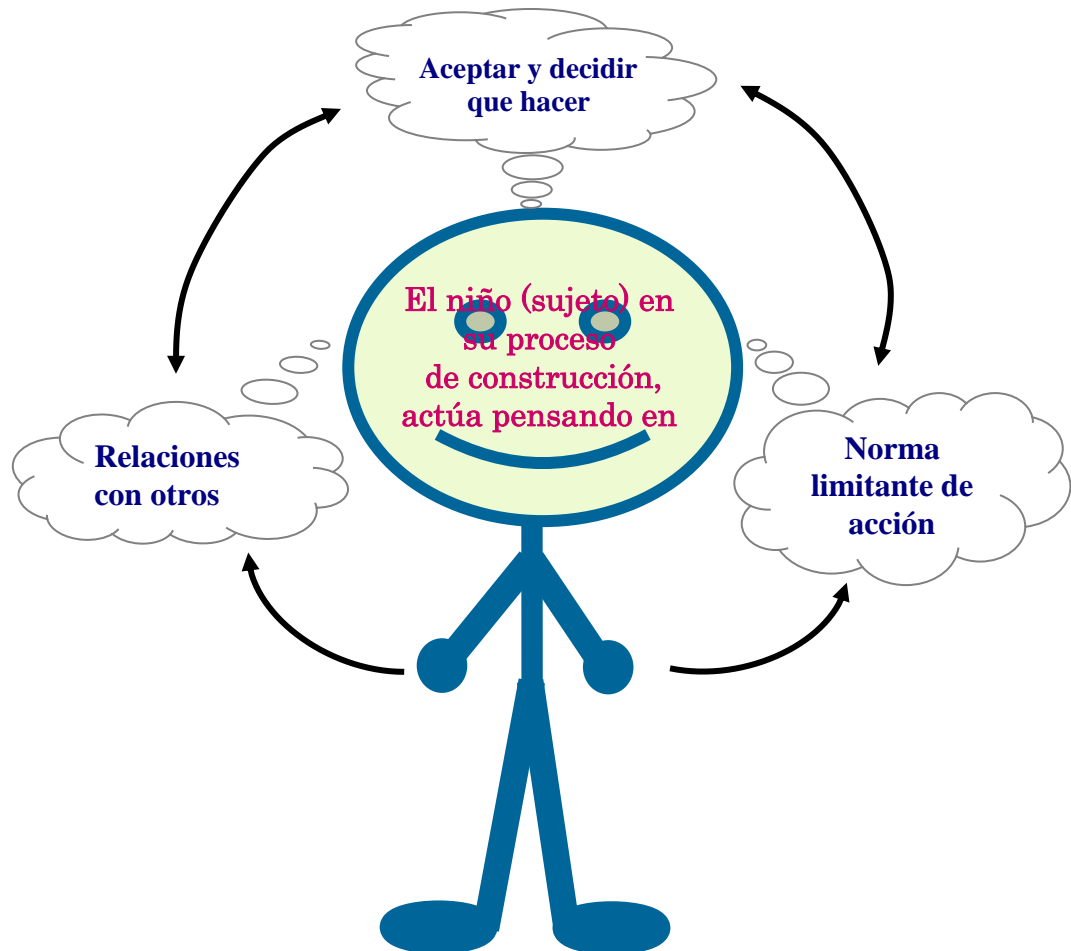 Aceptar y decidir
que hacer
El niño (sujeto) en
su proceso
de construcción,
actúa pensando en
Relaciones
con otros
Norma
limitante de
acción